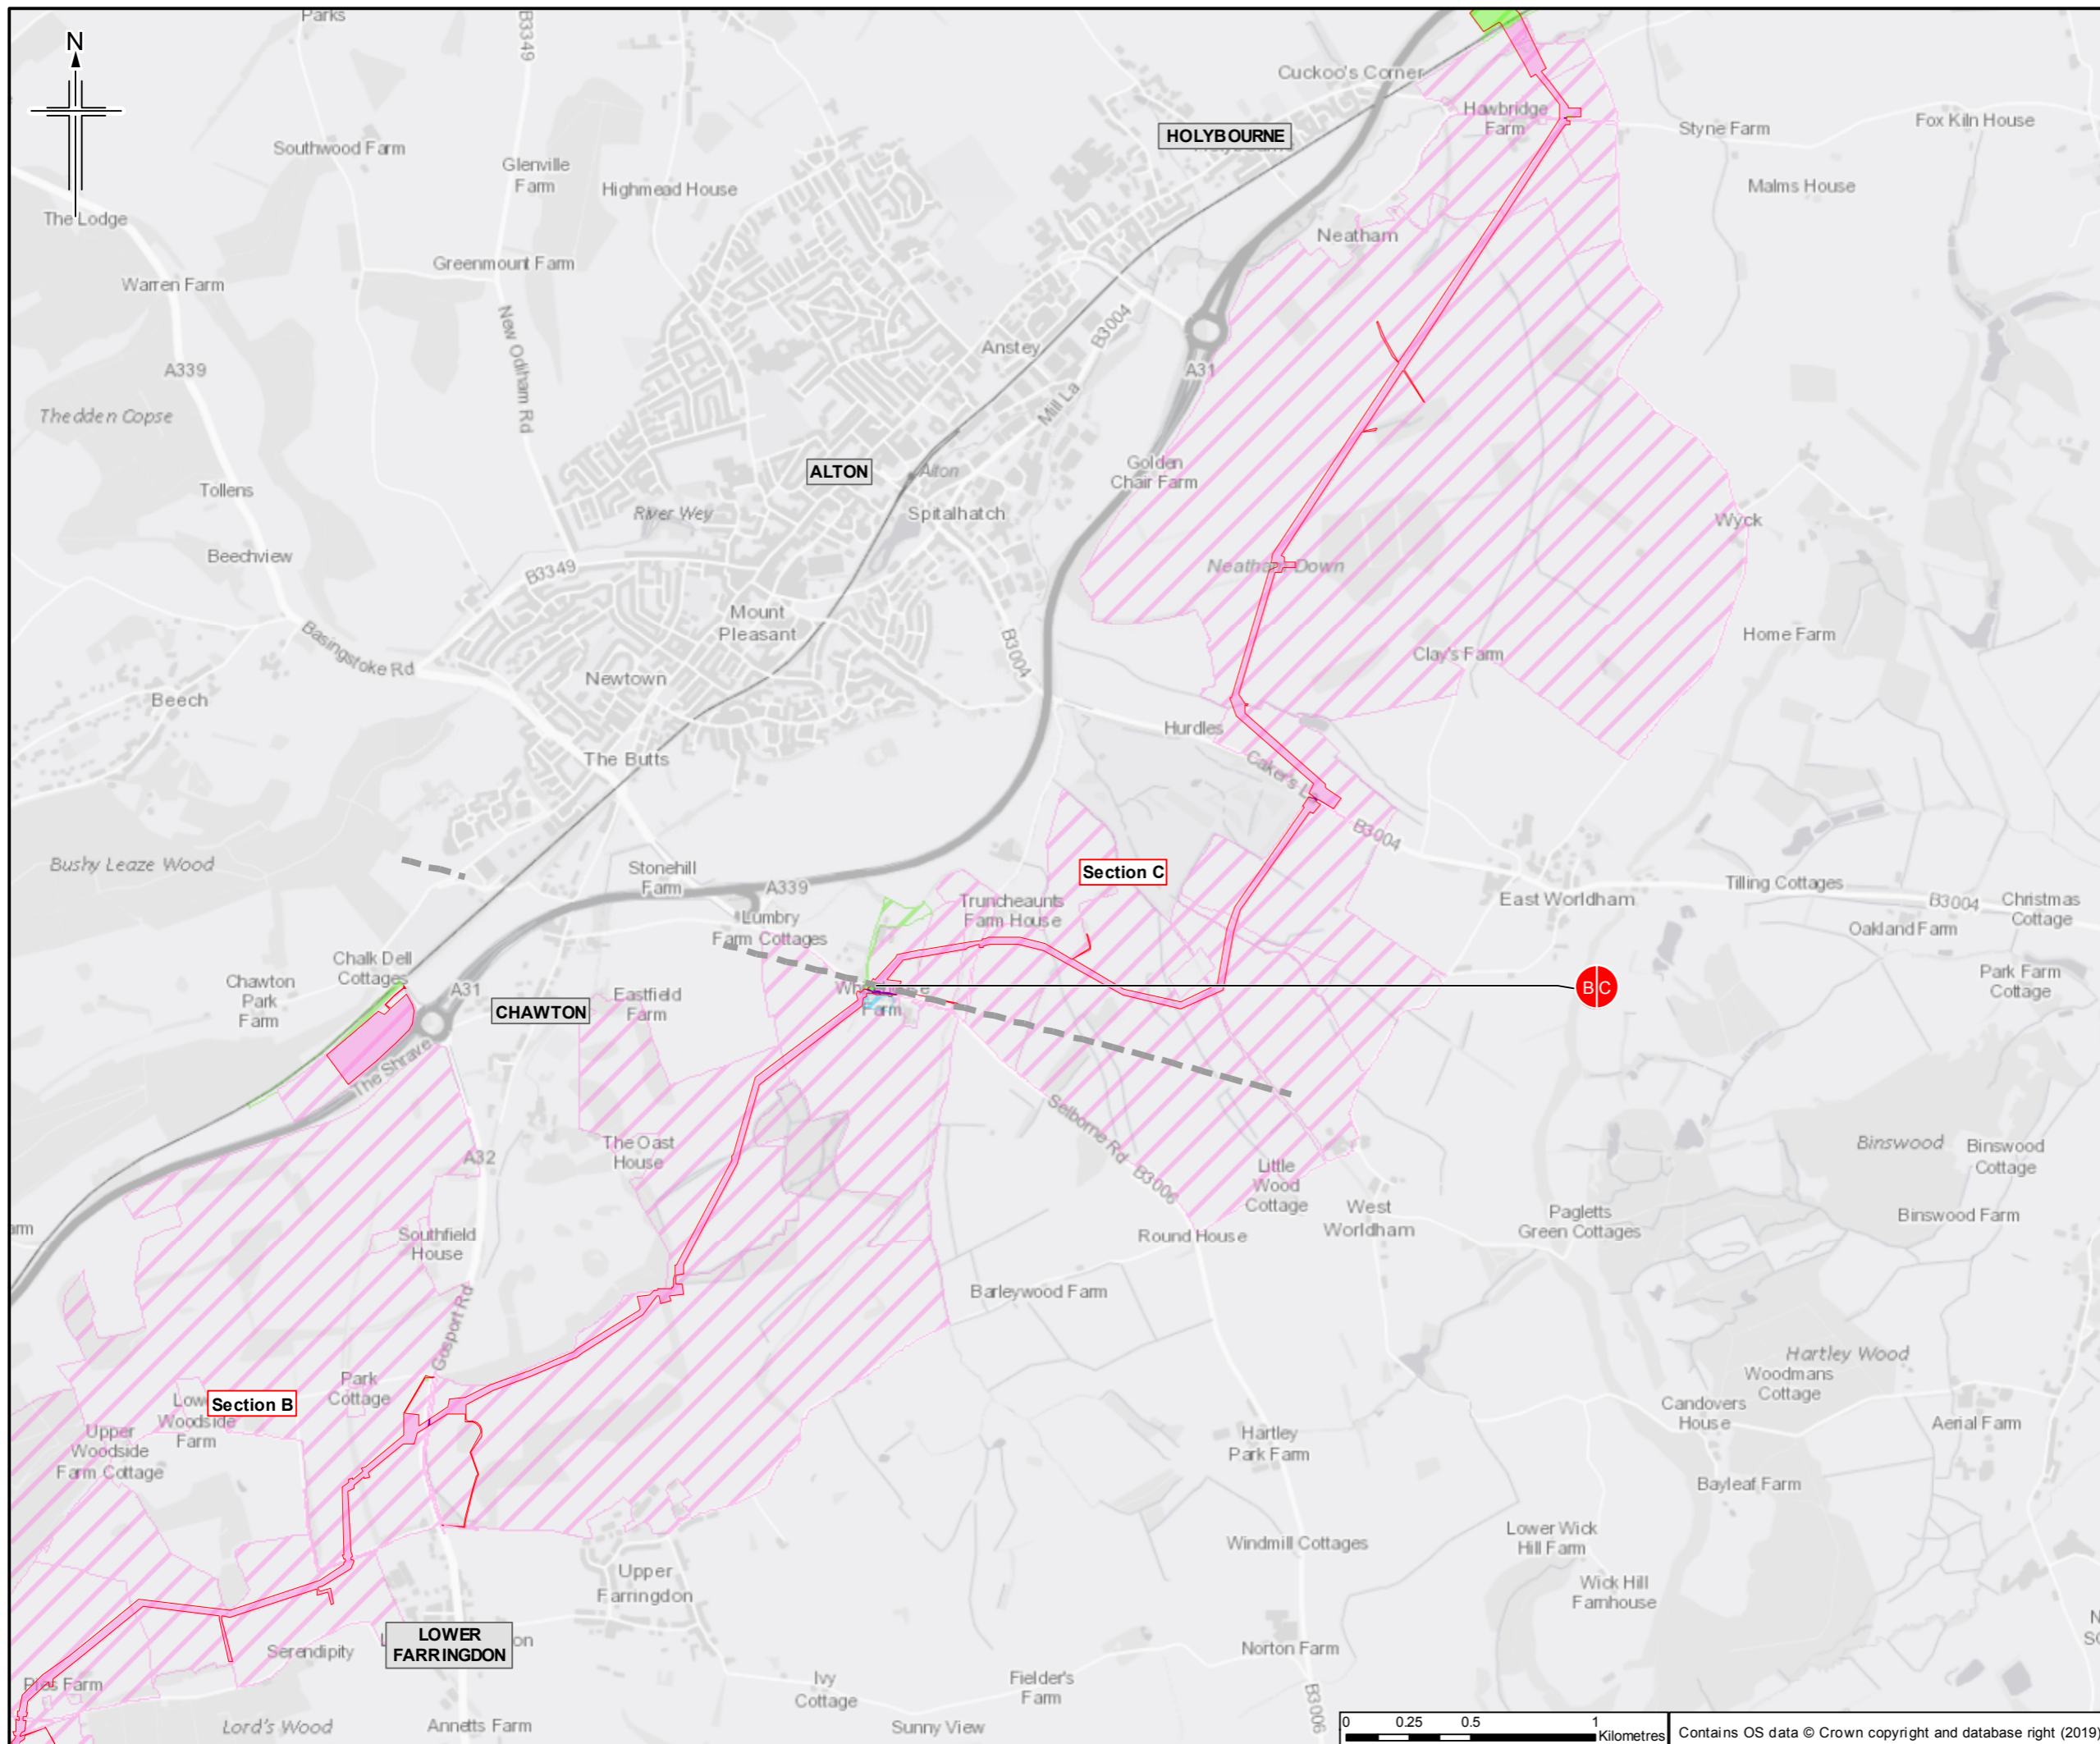 Parks
B3349
N
Cuckoo's Corner
HOLYBOURNE
Hawbridge
Farm
Styne Farm
Fox Kiln House
Southwood Farm
Glenville
Farm
Highmead House
Malms House
The Lodge
Neatham
Greenmount Farm
Warren Farm
New Odiham Rd
Anstey
B3004
A31
A339
Mill La
Thedden Copse
ALTON
Alton
Golden
Chair Farm
Tollens
River Wey
Spitalhatch
Wyck
Beechview
B3349
Neatham Down
Mount
Pleasant
Basingstoke Rd
B3004
Home Farm
Clay's Farm
Newtown
Beech
Hurdles
The Butts
Caker's La
B3004
Bushy Leaze Wood
Stonehill
Farm
A339
Section C
Truncheaunts
Farm House
Tilling Cottages
East Worldham
B3004
Christmas
Cottage
Lumbry
Farm Cottages
Oakland Farm
Chalk Dell
Cottages
Chawton
Park
Farm
A31
Eastfield
Farm
CHAWTON
Farm
B C
Park Farm
Cottage
The Shrave
Selborne Rd
B3006
The Oast
House
A32
Little
Wood
Cottage
Binswood
Binswood
Cottage
West
Worldham
Pagletts
Green Cottages
Binswood Farm
arm
Southfield
House
Round House
Barleywood Farm
Gosport Rd
Hartley Wood
Woodmans
Cottage
Park
Cottage
Section B
Woodside
Farm
Upper
Woodside
Farm Cottage
Candovers
House
Aerial Farm
Hartley
Park Farm
Bayleaf Farm
Windmill Cottages
Lower Wick
Hill Farm
Upper
Farringdon
Wick Hill
Farmhouse
LOWER
FARRINGDON
on
Serendipity
Norton Farm
Pies Farm
Ivy
Cottage
Fielder's
Farm
B3006
Lord's Wood
Annetts Farm
Sunny View
0 0.25 0.5 1
Kilometres
Contains OS data © Crown copyright and database right (2019)